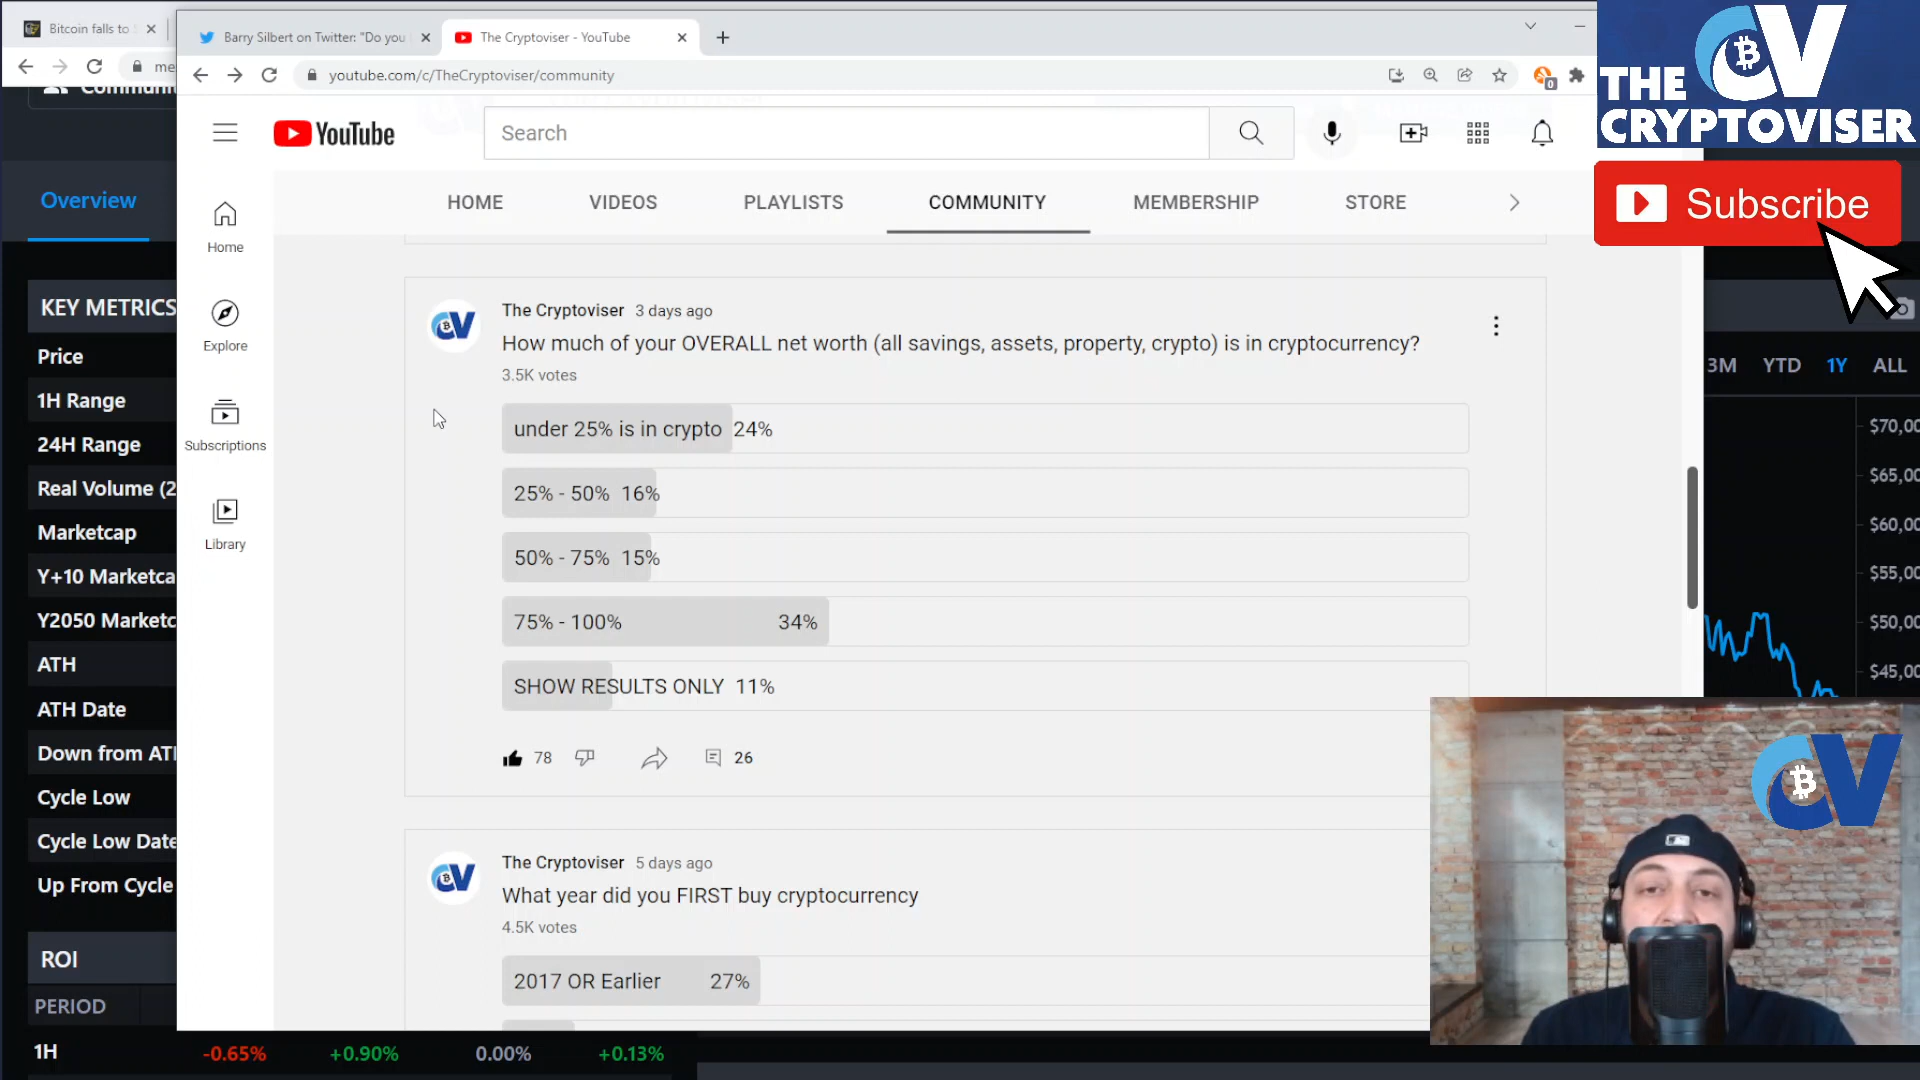 Bitcoin falls to
Barry Silbert on Twitter: "Do you
The Cryptoviser - YouTube
me
youtube.com/c/TheCryptoviser/community
0
THE
CRYPTOVISER
CV
Subscribe
YouTube
Search
Overview
HOME
VIDEOS
PLAYLISTS
COMMUNITY
MEMBERSHIP
STORE
Home
Explore
Subscriptions
Library
KEY METRICS
Price
1H Range
24H Range
Real Volume (2
Marketcap
Y+10 Marketca
Y2050 Marketc
ATH
ATH Date
Down from ATH
Cycle Low
Cycle Low Date
Up From Cycle
ROI
PERIOD
1H
-0.65%
+0.90%
0.00%
+0.13%
The Cryptoviser 3 days ago
How much of your OVERALL net worth (all savings, assets, property, crypto) is in cryptocurrency?
3.5K votes
under 25% is in crypto 24%
25% - 50% 16%
50% - 75% 15%
75% - 100% 34%
SHOW RESULTS ONLY 11%
78
26
The Cryptoviser 5 days ago
What year did you FIRST buy cryptocurrency
4.5K votes
2017 OR Earlier 27%
3M
YTD
1Y
ALL
$70,00
$65,00
$60,00
$55,00
$50,00
$45,00
CV